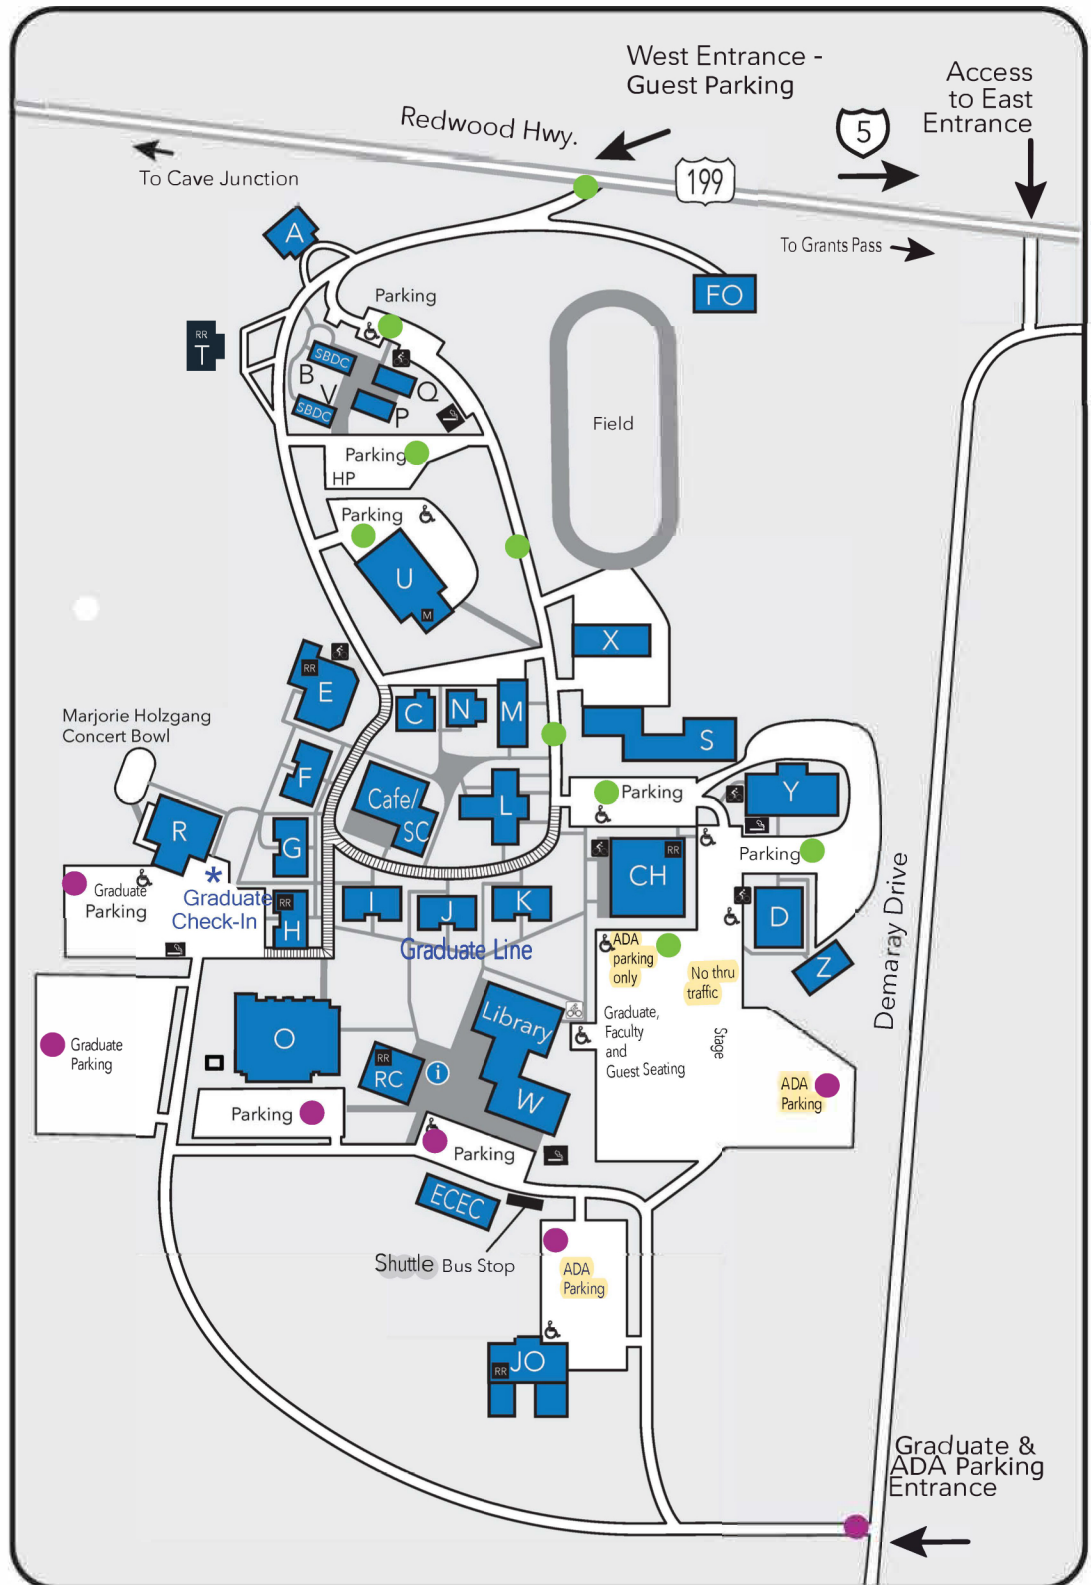 West Entrance -
Guest Parking
Access
to East
Entrance
Redwood Hwy.
5
199
To Cave Junction
To Grants Pass
A
FO
Parking
RR
T
SBDC
B
V
Q
SBDC
P
Field
Parking
HP
Parking
U
M
X
RR
E
C
N
M
S
Marjorie Holzgang
Concert Bowl
F
Cafe/
SC
L
Parking
Y
R
G
RR
CH
Parking
Graduate
Parking
*
Graduate
Check-In
RR
H
I
J
K
D
Graduate Line
ADA
parking
only
No thru
traffic
Z
Demaray Drive
Library
Graduate,
Faculty
and
Guest Seating
Stage
O
Graduate
Parking
RR
RC
i
W
ADA
Parking
Parking
Parking
ECEC
Shuttle Bus Stop
ADA
Parking
JO
RR
Graduate &
ADA Parking
Entrance